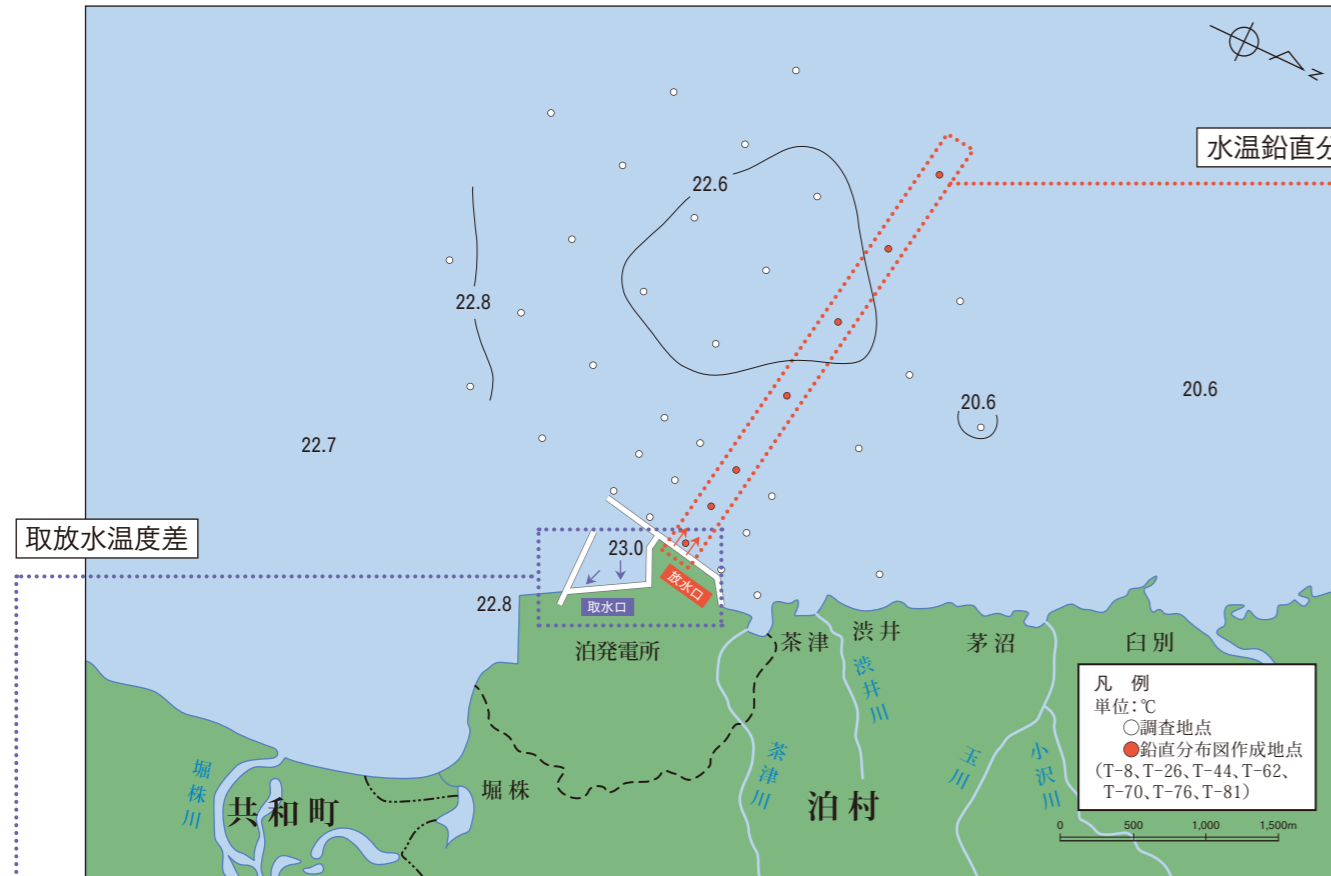 N
水温鉛直分
22.6
22.8
20.6
20.6
22.7
取放水温度差
23.0
放水口
22.8
取水口
泊発電所
茶津
渋井
茅沼
臼別
渋井川
茶津川
玉川
小沢川
堀株川
共和町
堀株
泊村
凡 例
単位：℃
○調査地点
●鉛直分布図作成地点
（T-8、T-26、T-44、T-62、
T-70、T-76、T-81）
0 500 1,000 1,500m